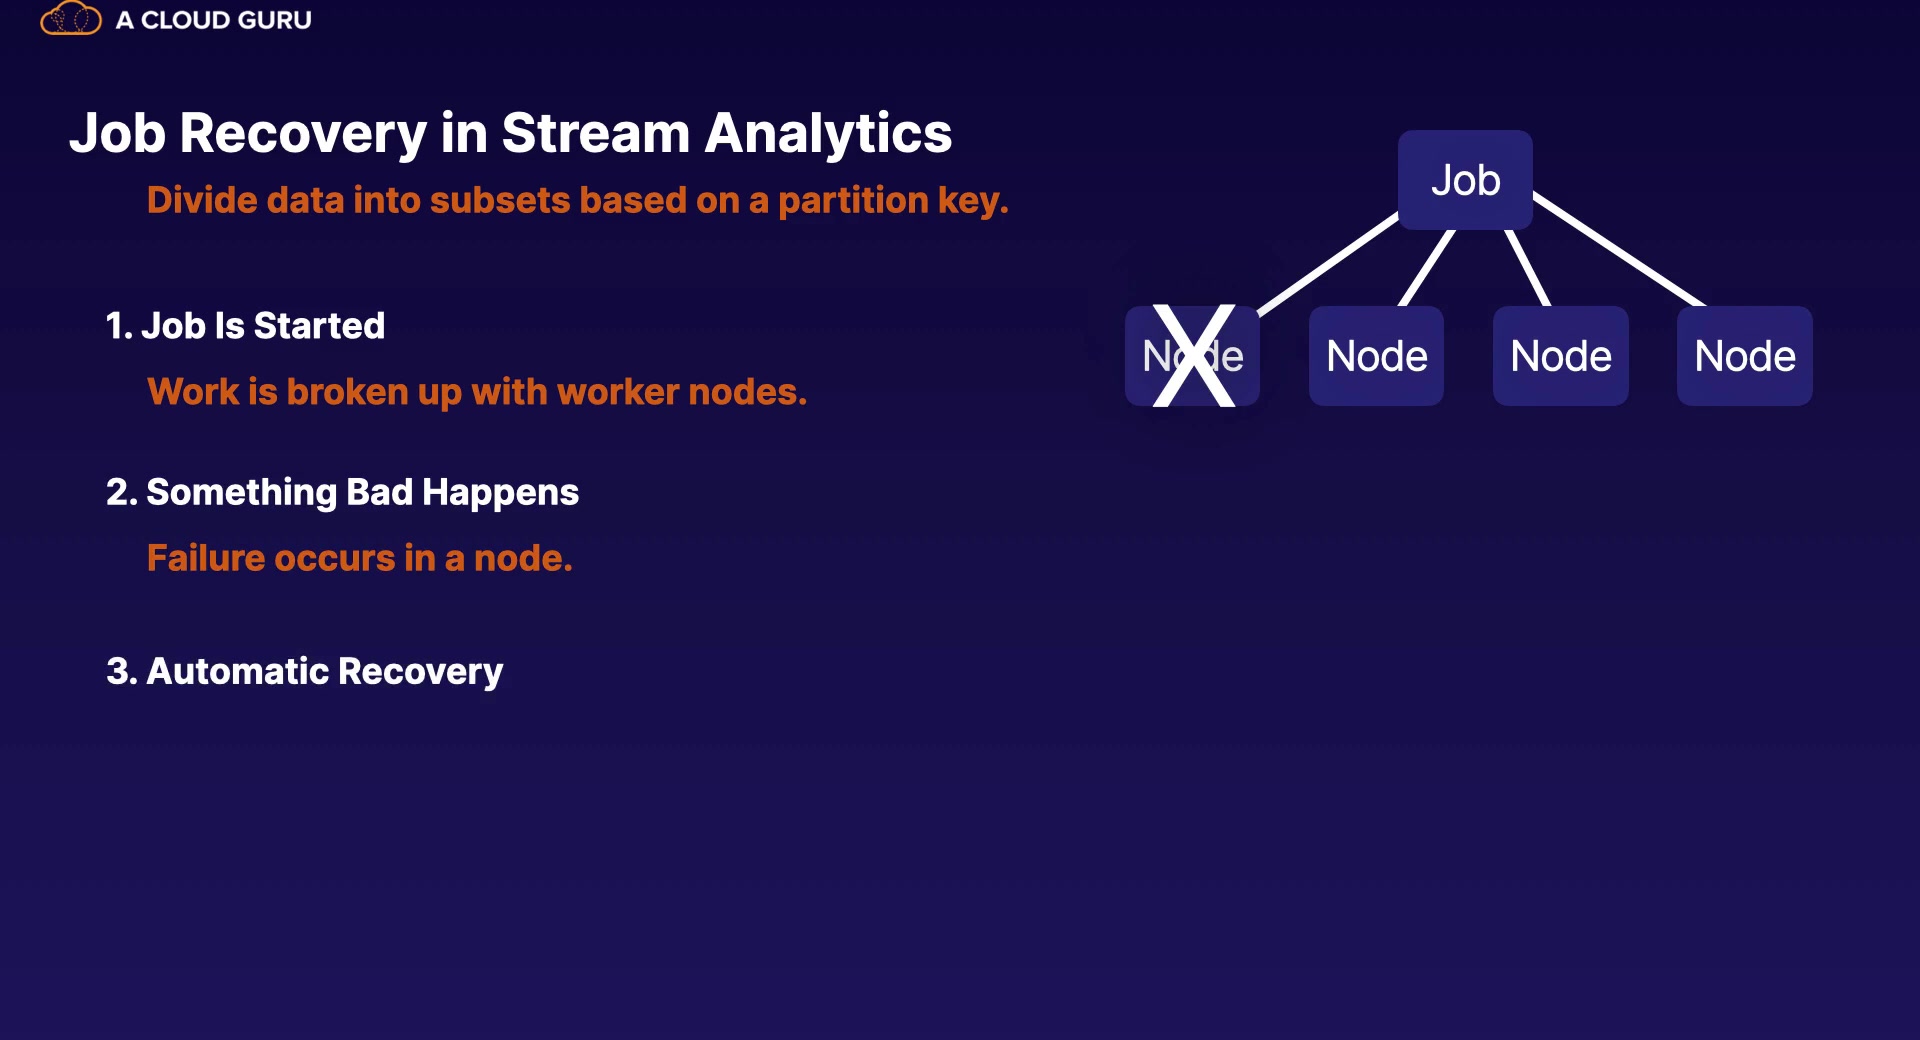 A CLOUD GURU
Job Recovery in Stream Analytics
Divide data into subsets based on a partition key.
1. Job Is Started
Work is broken up with worker nodes.
2. Something Bad Happens
Failure occurs in a node.
3. Automatic Recovery
Job
Node X
Node
Node
Node